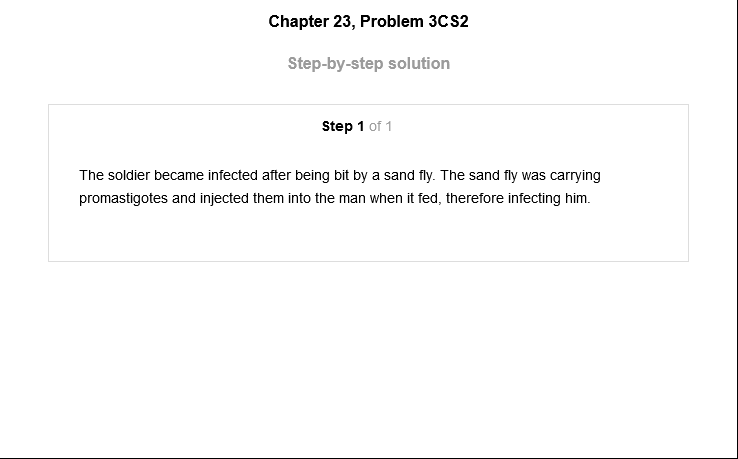 Chapter 23, Problem 3CS2
Step-by-step solution
Step 1 of 1
The soldier became infected after being bit by a sand fly. The sand fly was carrying
promastigotes and injected them into the man when it fed, therefore infecting him.